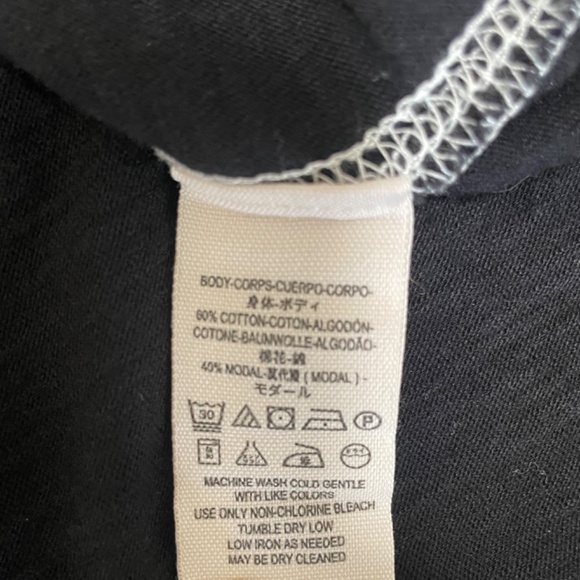 BODY-CORPS-CUERPO-CORPO-
身体-ボディ
60% COTTON-COTON-ALGODÓN-
COTONE-BAUMWOLLE-ALGODÃO-
棉花-綿
40% MODAL-莫代爾 ( MODAL ) -
モダール
30 P
MACHINE WASH COLD GENTLE
WITH LIKE COLORS
USE ONLY NON-CHLORINE BLEACH
TUMBLE DRY LOW
LOW IRON AS NEEDED
MAY BE DRY CLEANED